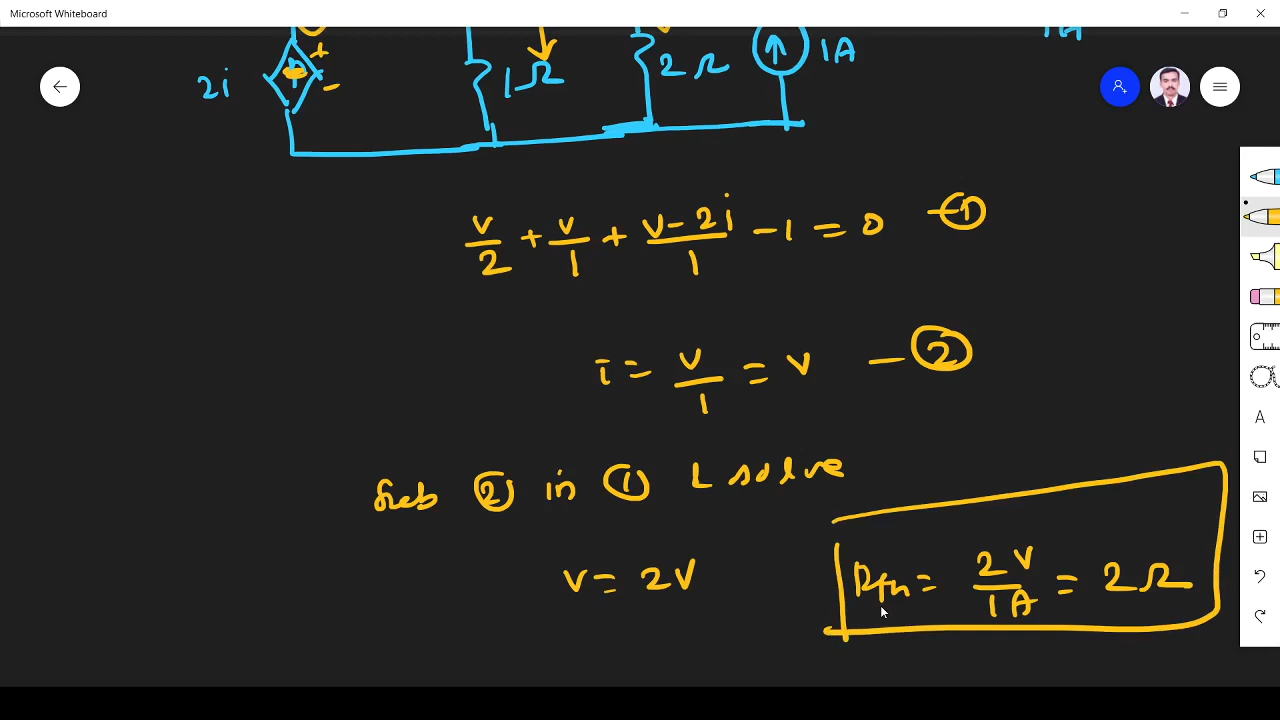 Microsoft Whiteboard
1A
2i + - 1Ω 2Ω 1A
v/2 + v/1 + v-2i/1 - 1 = 0 — ①
i = v/1 = v — ②
Sub ② in ① & solve
v = 2V
Rth = 2V/1A = 2Ω
A